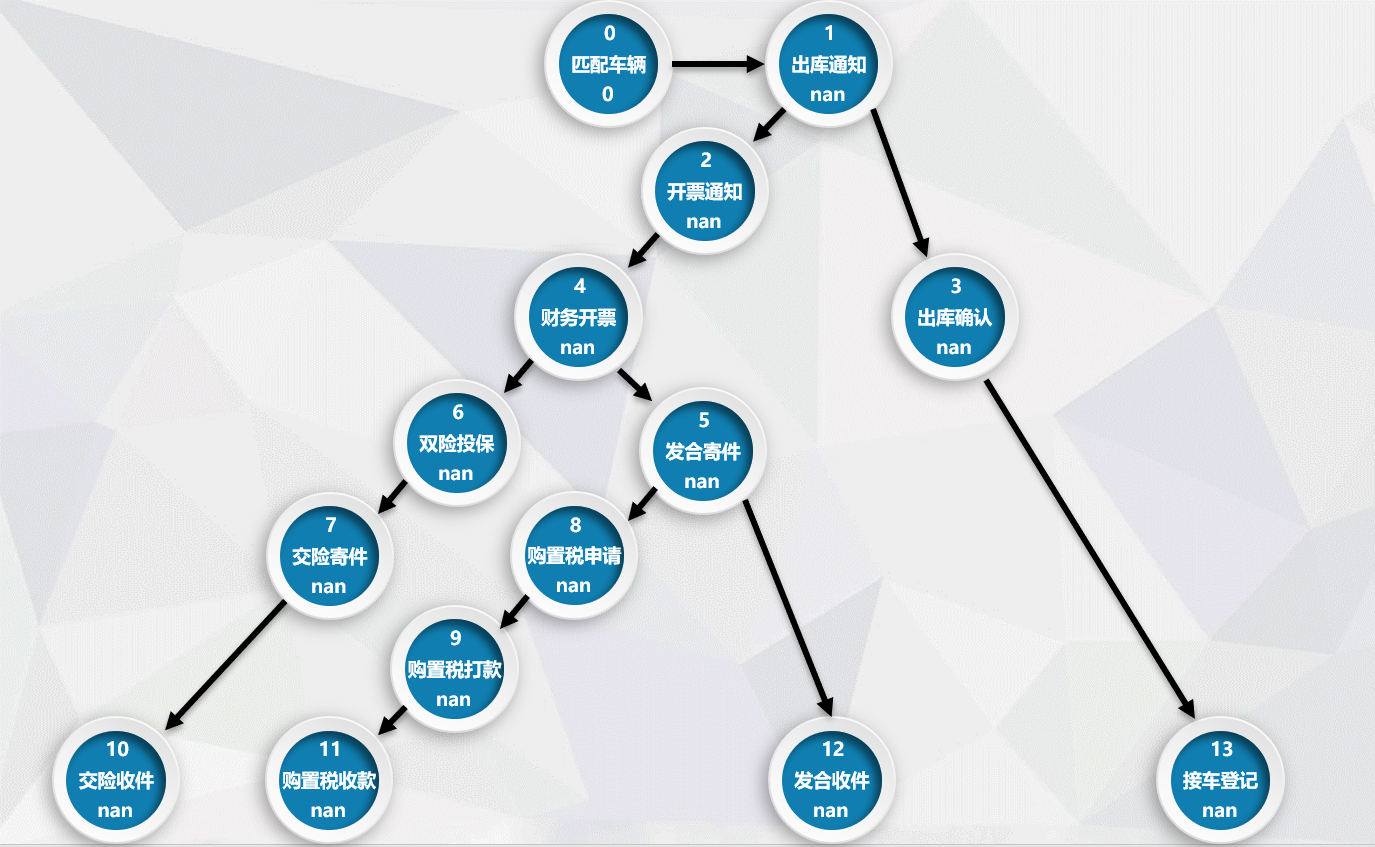 0
匹配车辆
0
1
出库通知
nan
2
开票通知
nan
4
财务开票
nan
3
出库确认
nan
6
双险投保
nan
5
发合寄件
nan
7
交险寄件
nan
8
购置税申请
nan
9
购置税打款
nan
10
交险收件
nan
11
购置税收款
nan
12
发合收件
nan
13
接车登记
nan